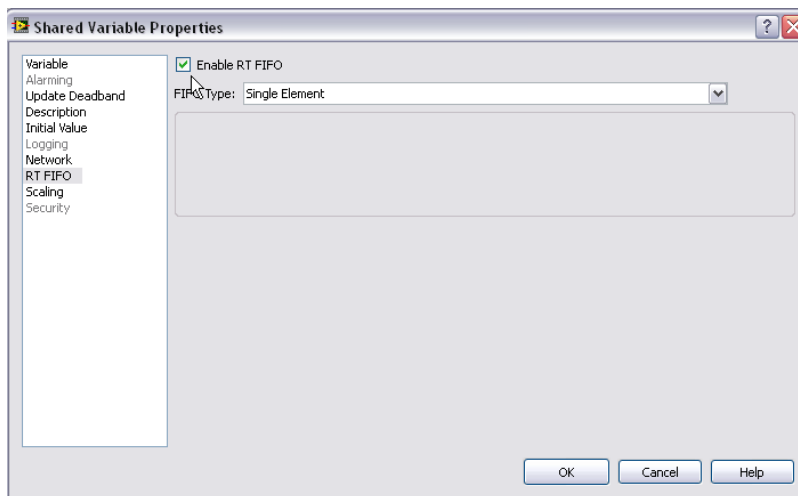 Shared Variable Properties
Variable
Alarming
Update Deadband
Description
Initial Value
Logging
Network
RT FIFO
Scaling
Security
Enable RT FIFO
FIFO Type: Single Element
OK Cancel Help